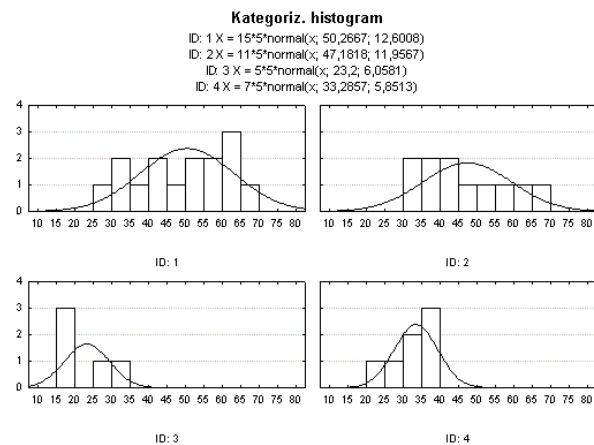 Kategoriz. histogram
ID: 1 X = 15*5*normal(x; 50,2667; 12,6008)
ID: 2 X = 11*5*normal(x; 47,1818; 11,9567)
ID: 3 X = 5*5*normal(x; 23,2; 6,0581)
ID: 4 X = 7*5*normal(x; 33,2857; 5,8513)
4
3
2
1
0
10 15 20 25 30 35 40 45 50 55 60 65 70 75 80
10 15 20 25 30 35 40 45 50 55 60 65 70 75 80
ID: 1
ID: 2
4
3
2
1
0
10 15 20 25 30 35 40 45 50 55 60 65 70 75 80
10 15 20 25 30 35 40 45 50 55 60 65 70 75 80
ID: 3
ID: 4